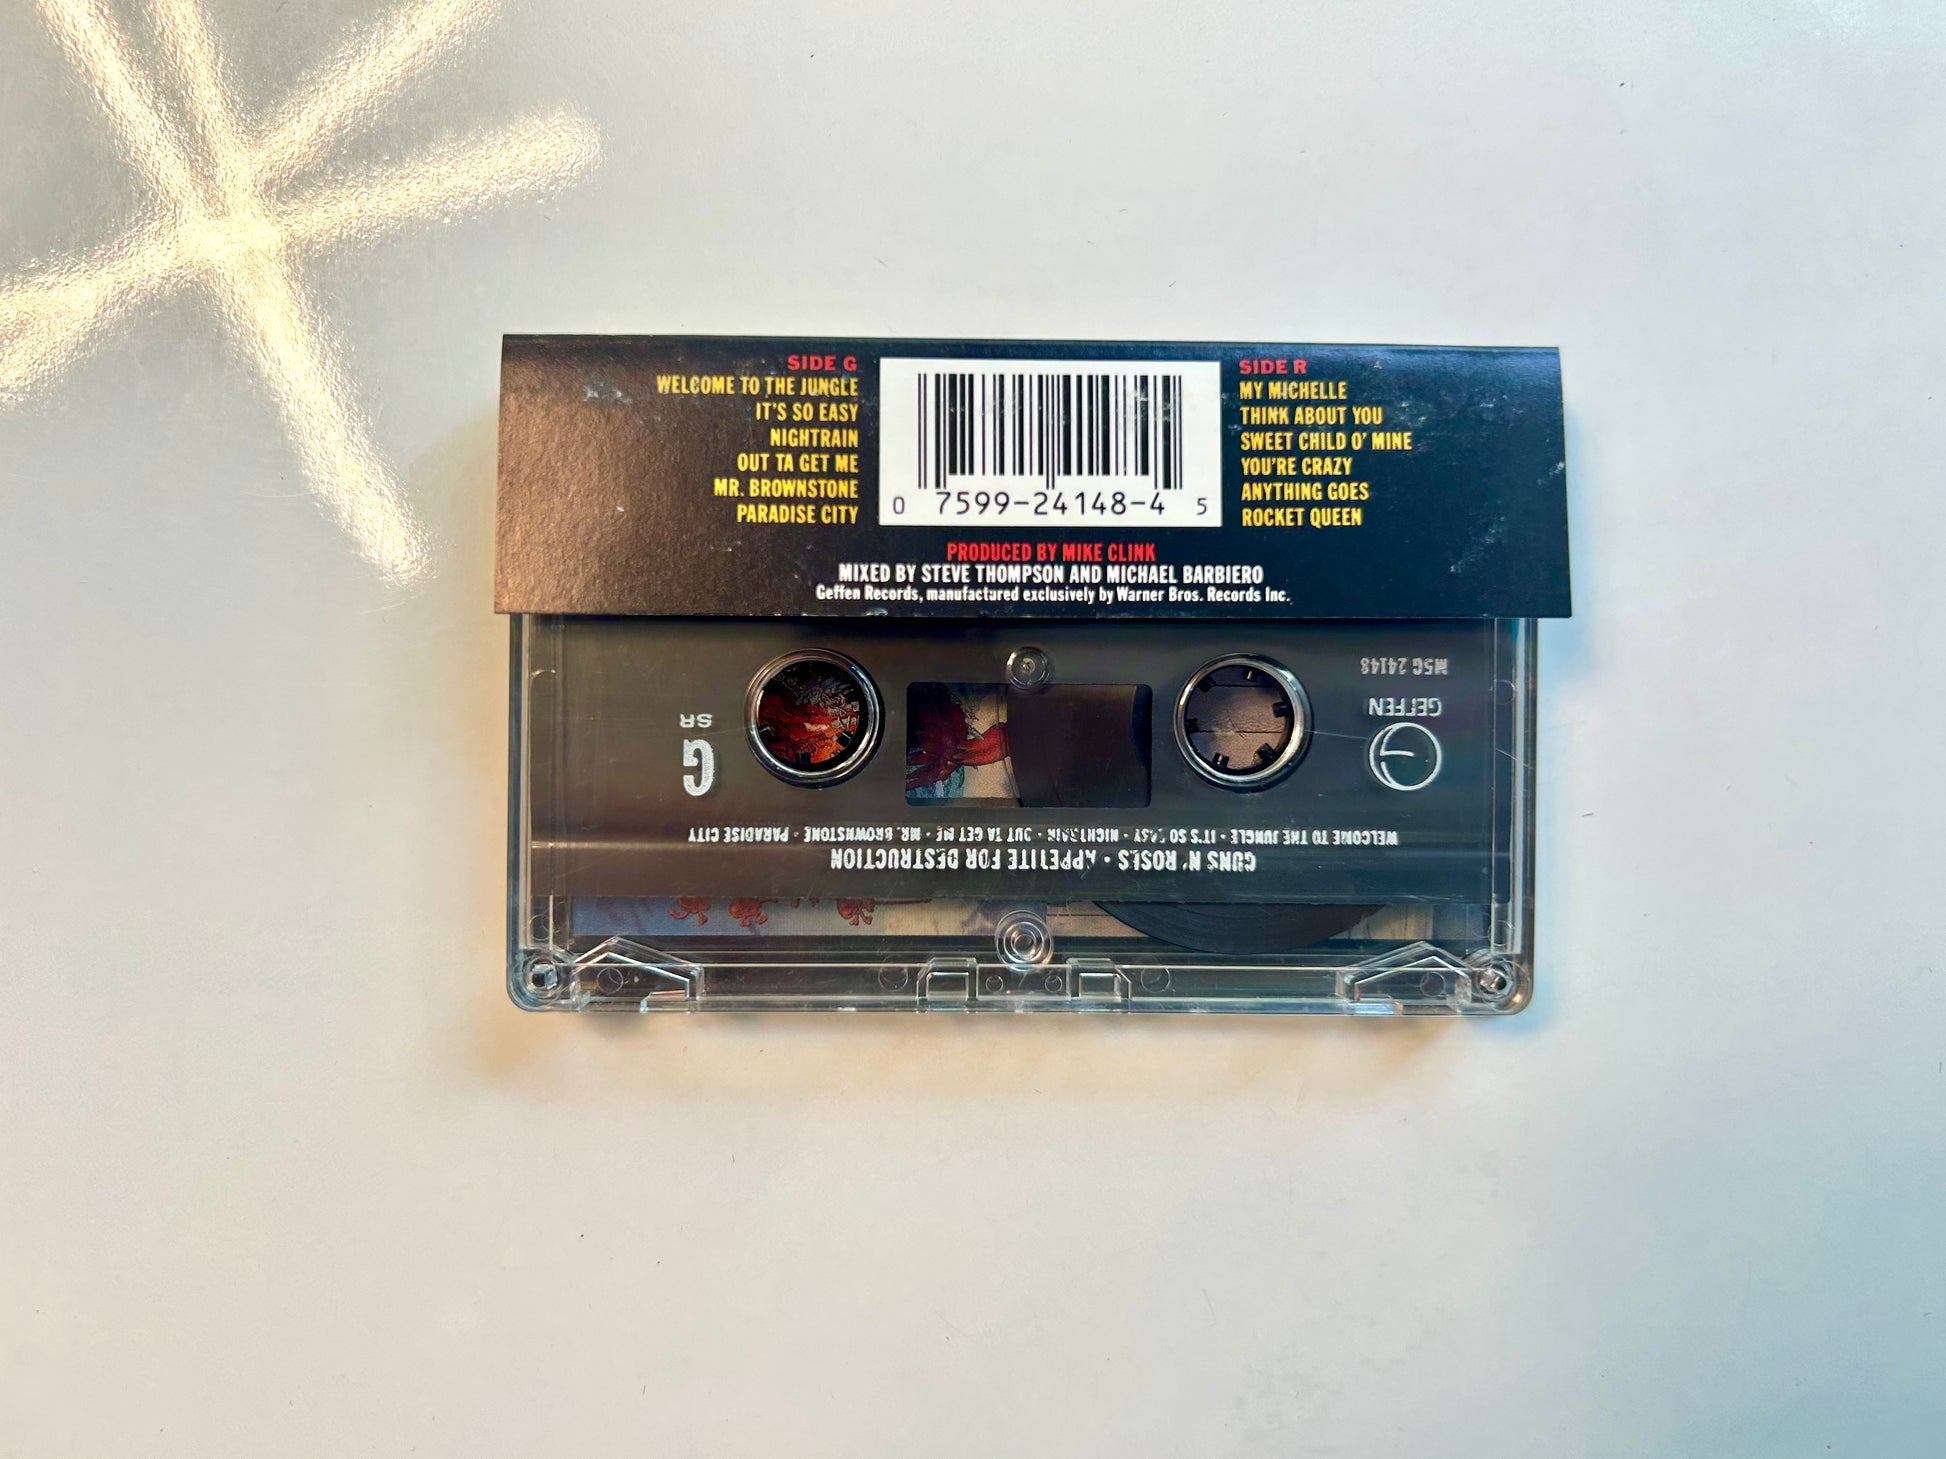 SIDE G
WELCOME TO THE JUNGLE
IT'S SO EASY
NIGHTRAIN
OUT TA GET ME
MR. BROWNSTONE
PARADISE CITY
0 7599-24148-4 5
SIDE R
MY MICHELLE
THINK ABOUT YOU
SWEET CHILD O' MINE
YOU'RE CRAZY
ANYTHING GOES
ROCKET QUEEN
PRODUCED BY MIKE CLINK
MIXED BY STEVE THOMPSON AND MICHAEL BARBIERO
Geffen Records, manufactured exclusively by Warner Bros. Records Inc.
GUNS N' ROSES • APPETITE FOR DESTRUCTION
WELCOME TO THE JUNGLE • IT'S SO EASY • NIGHTRAIN • OUT TA GET ME • MR. BROWNSTONE • PARADISE CITY
G
GEFFEN
M5G 24148
G
SR